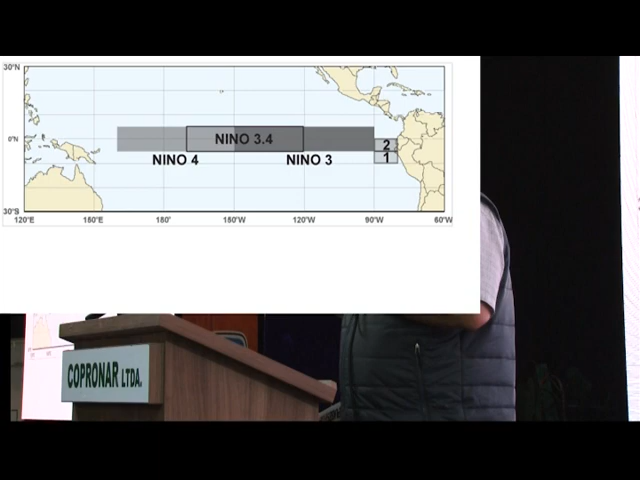 30°N
0°N
30°S
NINO 3.4
NINO 4
NINO 3
2
1
120°E 150°E 180° 150°W 120°W 90°W 60°W
COPRONAR LTDA.